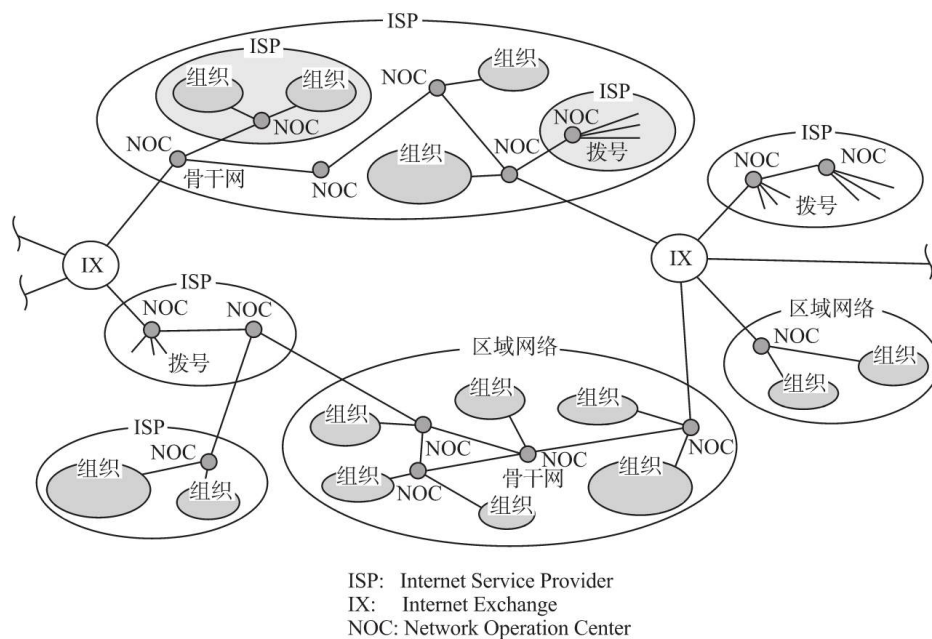 ISP
ISP
组织
组织
NOC
NOC
骨干网
NOC
NOC
组织
ISP
NOC
拨号
组织
NOC
ISP
NOC
NOC
拨号
IX
IX
ISP
NOC
NOC
拨号
区域网络
NOC
组织
组织
ISP
NOC
组织
组织
区域网络
组织
组织
组织
NOC
NOC
骨干网
NOC
组织
NOC
组织
组织
ISP: Internet Service Provider
IX: Internet Exchange
NOC: Network Operation Center